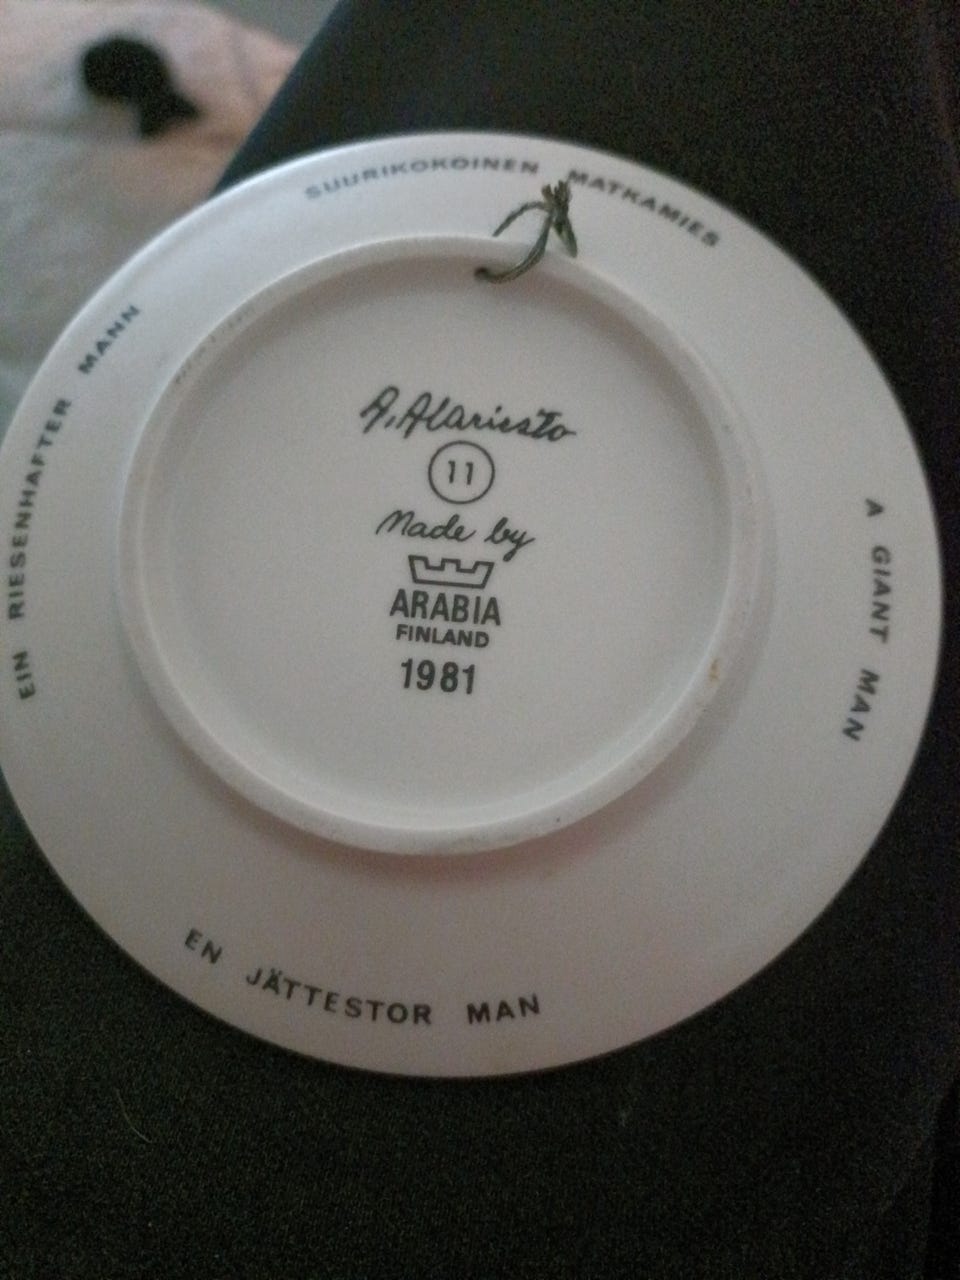 SUURIKOKOINEN MATKAMIES
A GIANT MAN
EN JÄTTESTOR MAN
EIN RIESENHAFTER MANN
A. Alariesto
11
Made by
ARABIA
FINLAND
1981